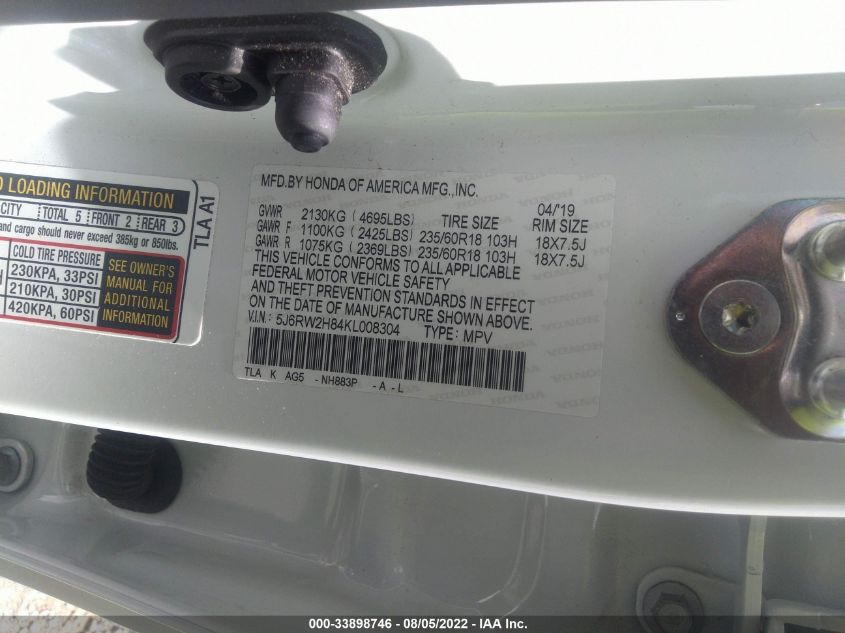 O LOADING INFORMATION
CITY TOTAL 5 FRONT 2 REAR 3
and cargo should never exceed 385kg or 850lbs.
COLD TIRE PRESSURE
230KPA, 33PSI
210KPA, 30PSI
420KPA, 60PSI
SEE OWNER'S
MANUAL FOR
ADDITIONAL
INFORMATION
TLA A1
MFD.BY HONDA OF AMERICA MFG.,INC.
04/'19
GVWR 2130KG (4695LBS) TIRE SIZE RIM SIZE
GAWR F 1100KG (2425LBS) 235/60R18 103H 18X7.5J
GAWR R 1075KG (2369LBS) 235/60R18 103H 18X7.5J
THIS VEHICLE CONFORMS TO ALL APPLICABLE
FEDERAL MOTOR VEHICLE SAFETY
AND THEFT PREVENTION STANDARDS IN EFFECT
ON THE DATE OF MANUFACTURE SHOWN ABOVE.
V.I.N.: 5J6RW2H84KL008304 TYPE: MPV
TLA K AG5 -NH883P -A-L
000-33898746 - 08/05/2022 - IAA Inc.